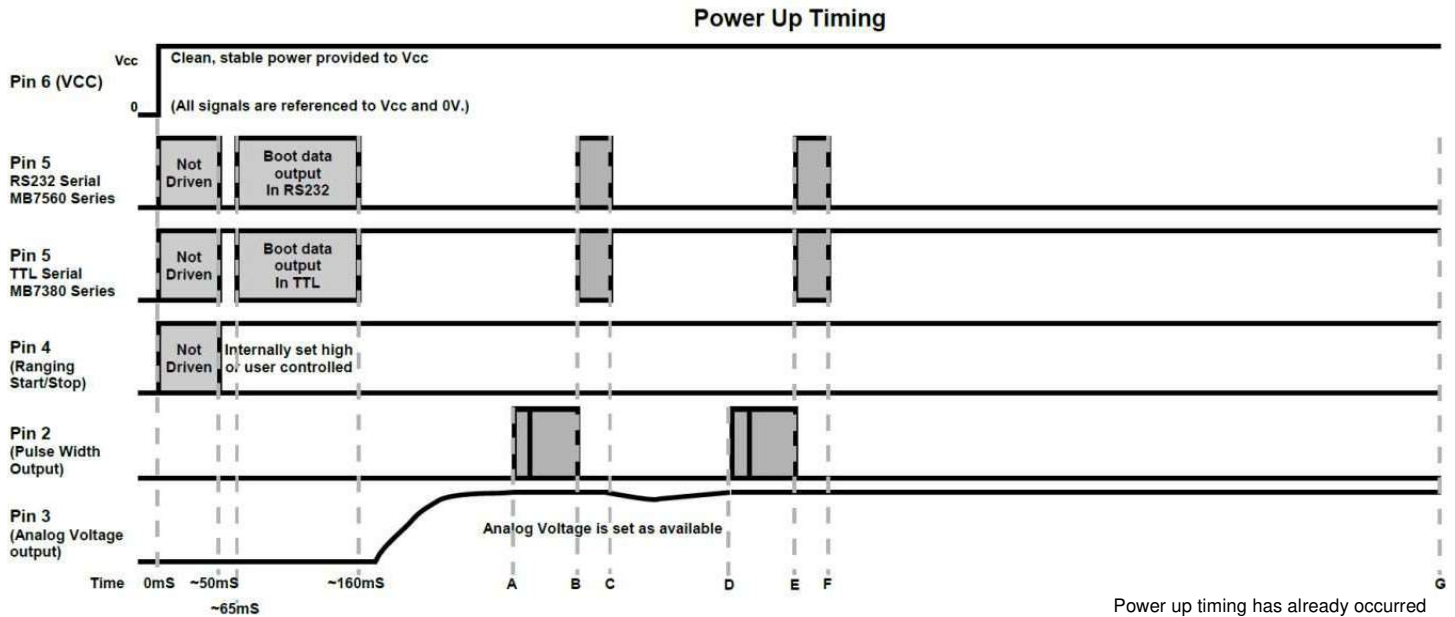 Power Up Timing
Vcc
Clean, stable power provided to Vcc
Pin 6 (VCC)
0
(All signals are referenced to Vcc and 0V.)
Pin 5
RS232 Serial
MB7560 Series
Not
Driven
Boot data
output
In RS232
Pin 5
TTL Serial
MB7380 Series
Not
Driven
Boot data
output
In TTL
Pin 4
(Ranging
Start/Stop)
Not
Driven
Internally set high
or user controlled
Pin 2
(Pulse Width
Output)
Pin 3
(Analog Voltage
output)
Analog Voltage is set as available
Time 0mS ~50mS ~160mS A B C D E F G
~65mS
Power up timing has already occurred